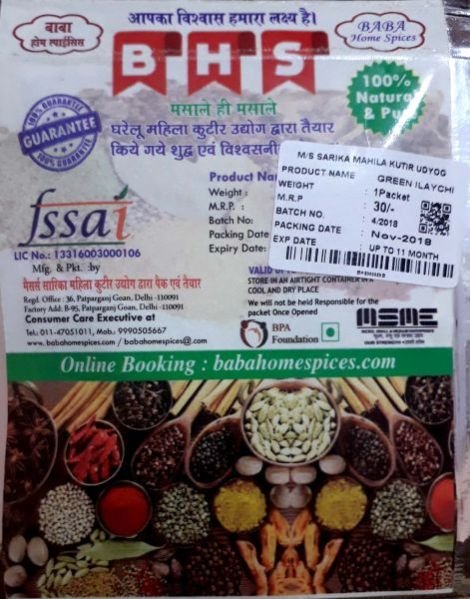 आपका विश्वास हमारा लक्ष्य है।
बाबा
होम स्पाईसिस
BABA
Home Spices
BHS
मसाले ही मसाले
100%
Natural
& Pu
100% GUARANTEE
GUARANTEE
घरेलू महिला कुटीर उद्योग द्वारा तैयार
किये गये शुद्ध एवं विश्वसनी
fssai
LIC No.: 13316003000106
Mfg. & Pkt. :by
मैसर्स सारिका महिला कुटीर उद्योग द्वारा पैक एवं तैयार
Regd. Office : 36, Patparganj Goan, Delhi -110091
Factory Add: B-95, Patparganj Goan, Delhi-110091
Consumer Care Executive at
Tel.: 011-47051011, Mob.: 9990505667
www.babahomespices.com / babahomespices@.com
Product Na
Weight :
M.R.P. :
Batch No:
Packing Date
Expiry Date:
M/S SARIKA MAHILA KUTIR UDYOG
PRODUCT NAME GREEN ILAYCHI
WEIGHT : 1Packet
M.R.P : 30/-
BATCH NO. : 4/2018
PACKING DATE : Nov-2018
EXP DATE : UP TO 11 MONTH
VALID U
STORE IN AN AIRTIGHT CONTAINER IN A
COOL AND DRY PLACE
We will not be held Responsible for the
packet Once Opened
BPA
Foundation
MSME
Online Booking : babahomespices.com